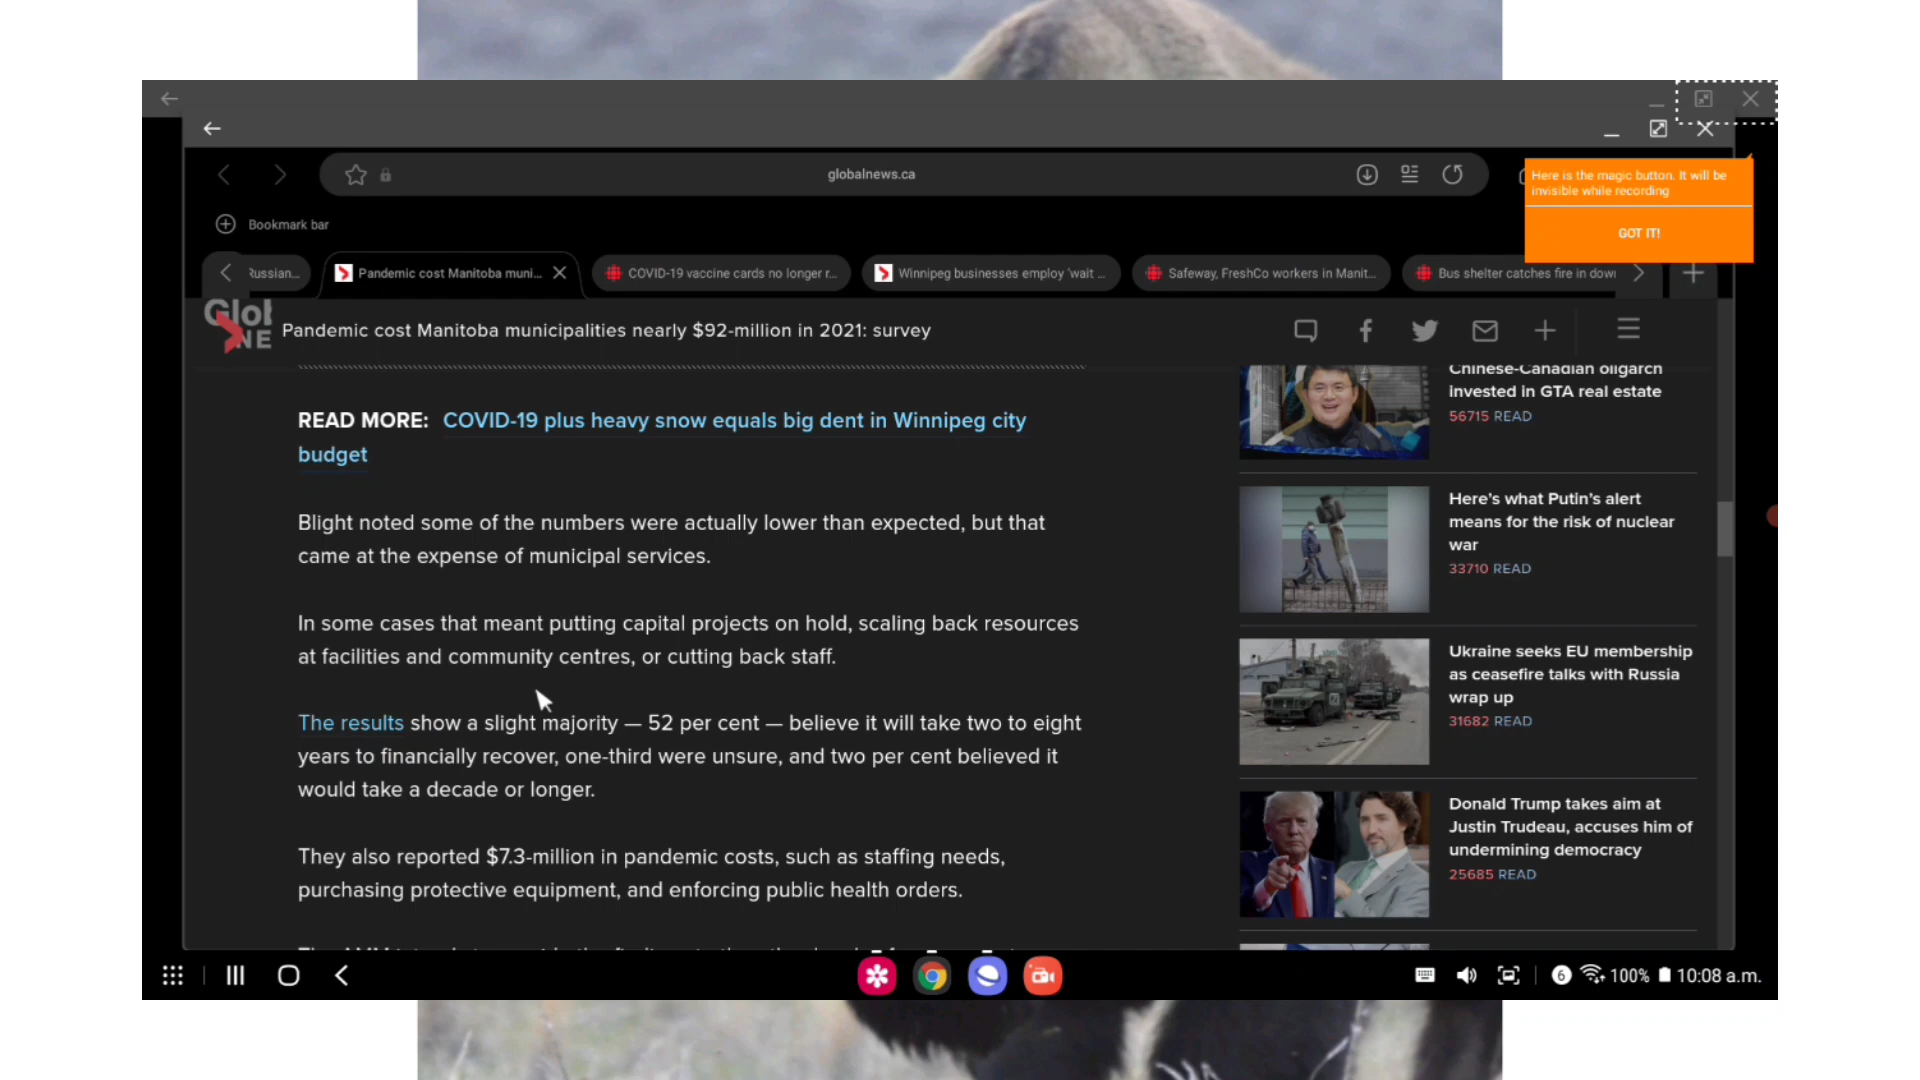 globalnews.ca
Here is the magic button. It will be
invisible while recording
GOT IT!
Bookmark bar
Russian...
Pandemic cost Manitoba muni...
COVID-19 vaccine cards no longer r...
Winnipeg businesses employ 'wait ...
Safeway, FreshCo workers in Manit...
Bus shelter catches fire in down
Pandemic cost Manitoba municipalities nearly $92-million in 2021: survey
READ MORE: COVID-19 plus heavy snow equals big dent in Winnipeg city
budget
Blight noted some of the numbers were actually lower than expected, but that
came at the expense of municipal services.
In some cases that meant putting capital projects on hold, scaling back resources
at facilities and community centres, or cutting back staff.
The results show a slight majority — 52 per cent — believe it will take two to eight
years to financially recover, one-third were unsure, and two per cent believed it
would take a decade or longer.
They also reported $7.3-million in pandemic costs, such as staffing needs,
purchasing protective equipment, and enforcing public health orders.
Chinese-Canadian oligarch
invested in GTA real estate
56715 READ
Here's what Putin's alert
means for the risk of nuclear
war
33710 READ
Ukraine seeks EU membership
as ceasefire talks with Russia
wrap up
31682 READ
Donald Trump takes aim at
Justin Trudeau, accuses him of
undermining democracy
25685 READ
6 100% 10:08 a.m.